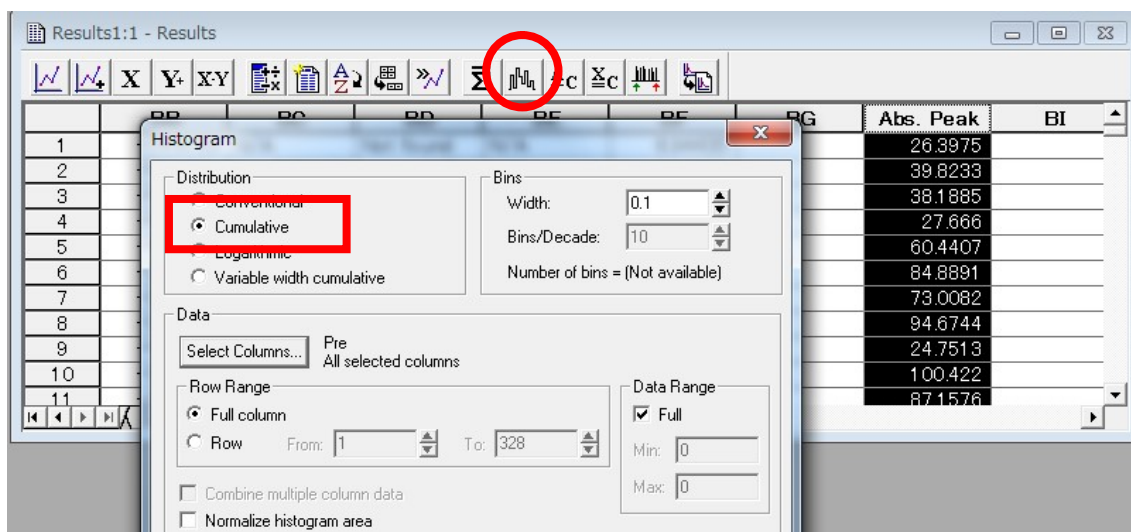 Results1:1 - Results
X Y+ X-Y Σ
BG Abs. Peak BI
1 26.3975
2 39.8233
3 38.1885
4 27.666
5 60.4407
6 84.8891
7 73.0082
8 94.6744
9 24.7513
10 100.422
11 87.1576
Histogram
Distribution
Conventional
Cumulative
Logarithmic
Variable width cumulative
Bins
Width: 0.1
Bins/Decade: 10
Number of bins = (Not available)
Data
Select Columns...
Pre
All selected columns
Row Range
Full column
Row From: 1 To: 328
Data Range
Full
Min: 0
Max: 0
Combine multiple column data
Normalize histogram area